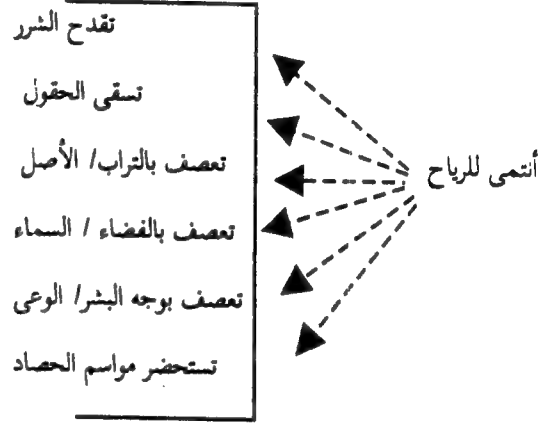 أنتمى للرياح
تقدح الشرر
تسقى الحقول
تعصف بالتراب/ الأصل
تعصف بالفضاء / السماء
تعصف بوجه البشر/ الوعى
تستحضر مواسم الحصاد